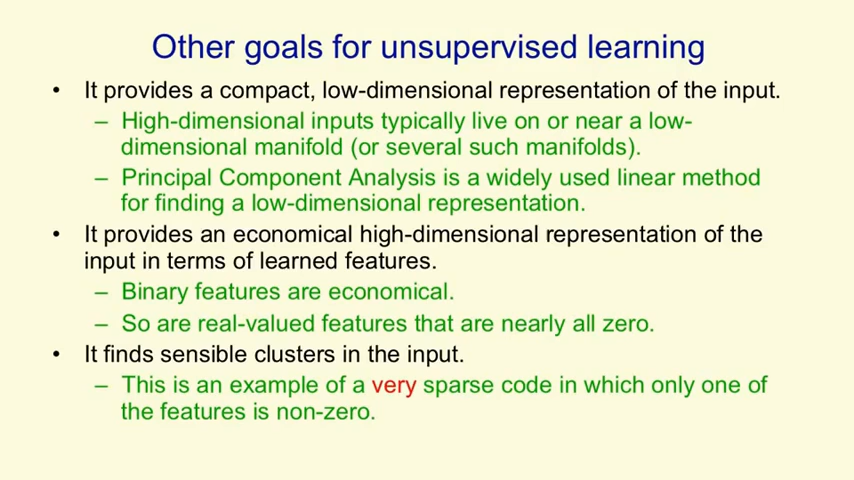 Other goals for unsupervised learning
• It provides a compact, low-dimensional representation of the input.
– High-dimensional inputs typically live on or near a low-
dimensional manifold (or several such manifolds).
– Principal Component Analysis is a widely used linear method
for finding a low-dimensional representation.
• It provides an economical high-dimensional representation of the
input in terms of learned features.
– Binary features are economical.
– So are real-valued features that are nearly all zero.
• It finds sensible clusters in the input.
– This is an example of a very sparse code in which only one of
the features is non-zero.